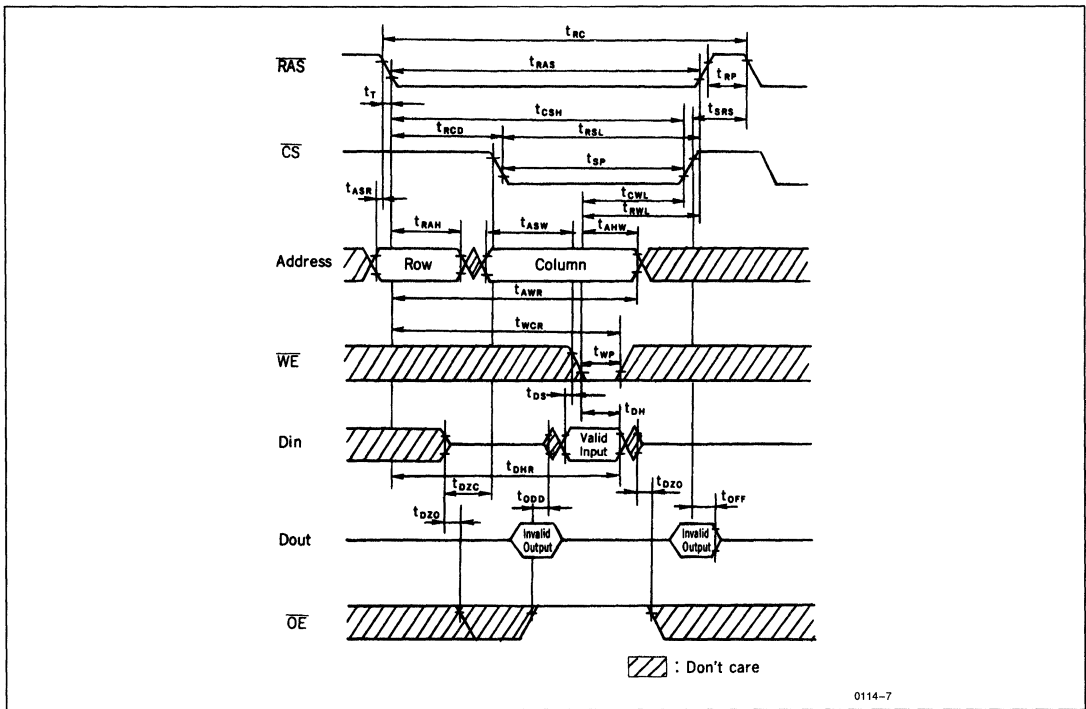 tRC
RAS
tRAS
tRP
tT
tCSH
tSRS
tRCD
tRSL
CS
tSP
tASR
tCWL
tRWL
tRAH
tASW
tAHW
Address
Row
Column
tAWR
tWCR
WE
tWP
tDS
tDH
Din
Valid
Input
tDHR
tDZC
tODD
tDZO
tOFF
tDZO
Dout
Invalid
Output
Invalid
Output
OE
: Don't care
0114-7